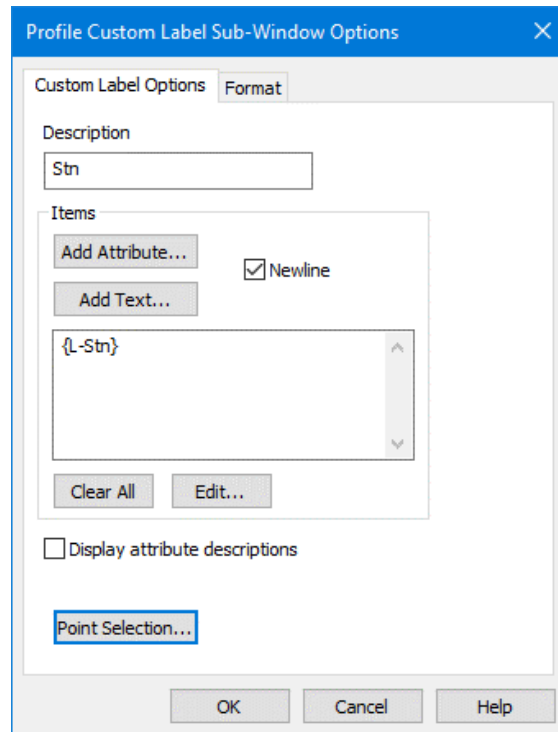 Profile Custom Label Sub-Window Options
Custom Label Options Format
Description
Stn
Items
Add Attribute...
Newline
Add Text...
{L-Stn}
Clear All Edit...
Display attribute descriptions
Point Selection...
OK Cancel Help